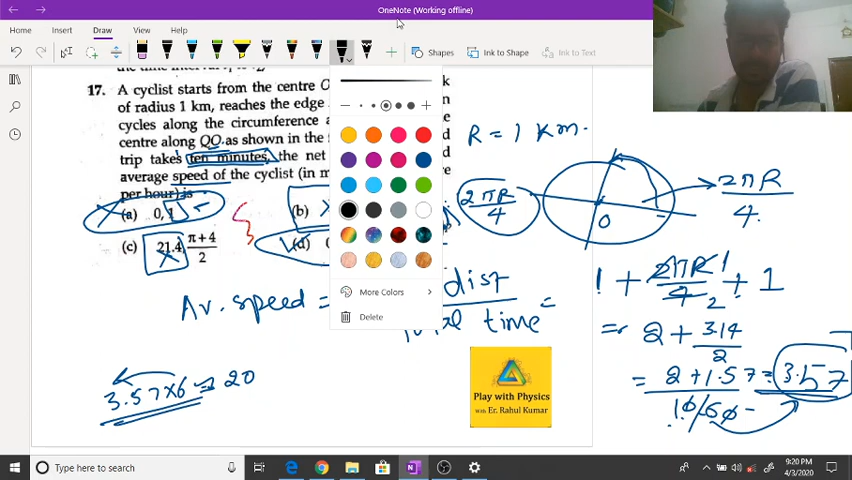 OneNote (Working offline)
Home Insert Draw View Help
Shapes Ink to Shape Ink to Text
17. A cyclist starts from the centre O
of radius 1 km, reaches the edge
cycles along the circumference a
centre along QO as shown in the
trip takes ten minutes, the net
average speed of the cyclist (in
per hour) is
(a) 0, 1 (b)
(c) 21.4, π+4/2 (d) 0
R = 1 Km.
2πR/4
O
2πR/4
Av. speed = dist / Total time =
1 + 2πR/4 2 + 1
= 2 + 3.14/2
= 2 + 1.57 = 3.57
10/60
3.57×6 = 20
More Colors
Delete
Play with Physics
with Er. Rahul Kumar
Type here to search
9:20 PM
4/3/2020